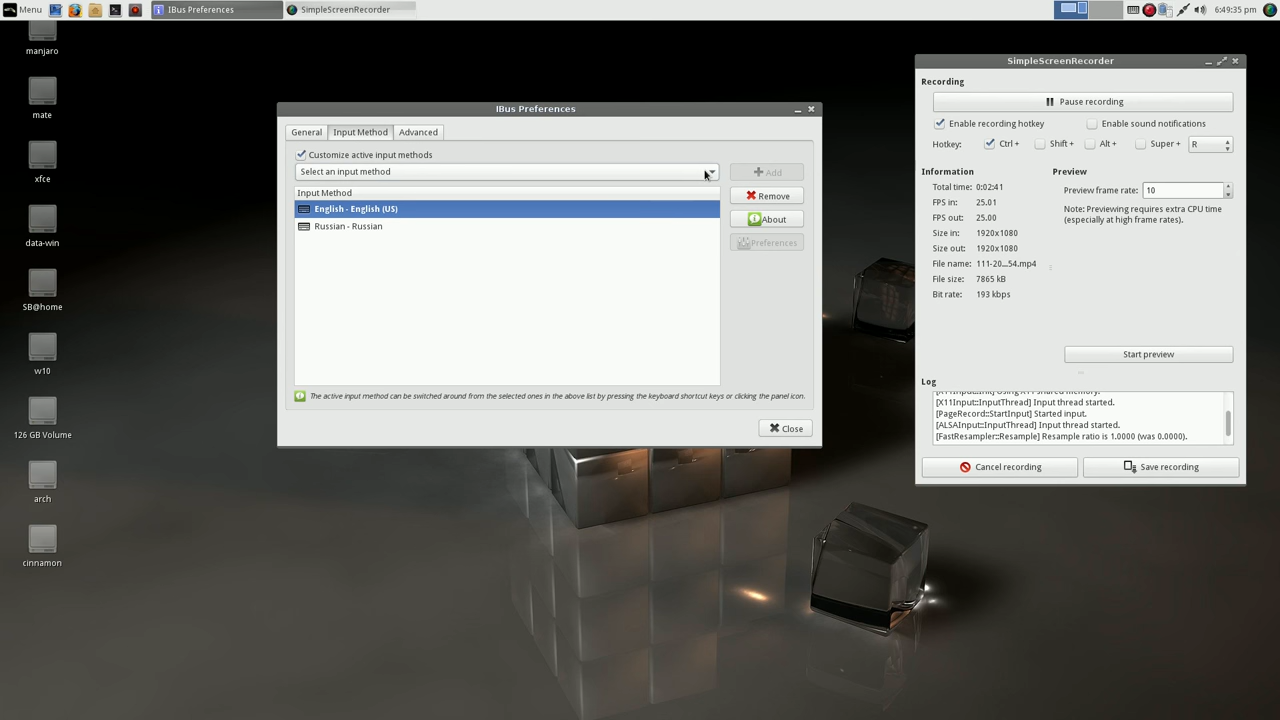 Menu
IBus Preferences
SimpleScreenRecorder
6:49:35 pm
manjaro
mate
xfce
data-win
SB@home
w10
126 GB Volume
arch
cinnamon
IBus Preferences
General
Input Method
Advanced
Customize active input methods
Select an input method
Add
Input Method
Remove
English - English (US)
About
Russian - Russian
Preferences
The active input method can be switched around from the selected ones in the above list by pressing the keyboard shortcut keys or clicking the panel icon.
Close
SimpleScreenRecorder
Recording
Pause recording
Enable recording hotkey
Enable sound notifications
Hotkey: Ctrl + Shift + Alt + Super + R
Information
Total time: 0:02:41
FPS in: 25.01
FPS out: 25.00
Size in: 1920x1080
Size out: 1920x1080
File name: 111-20...54.mp4
File size: 7865 kB
Bit rate: 193 kbps
Preview
Preview frame rate: 10
Note: Previewing requires extra CPU time
(especially at high frame rates).
Start preview
Log
[X11Input::InputThread] Input thread started.
[PageRecord::StartInput] Started input.
[ALSAInput::InputThread] Input thread started.
[FastResampler::Resample] Resample ratio is 1.0000 (was 0.0000).
Cancel recording
Save recording